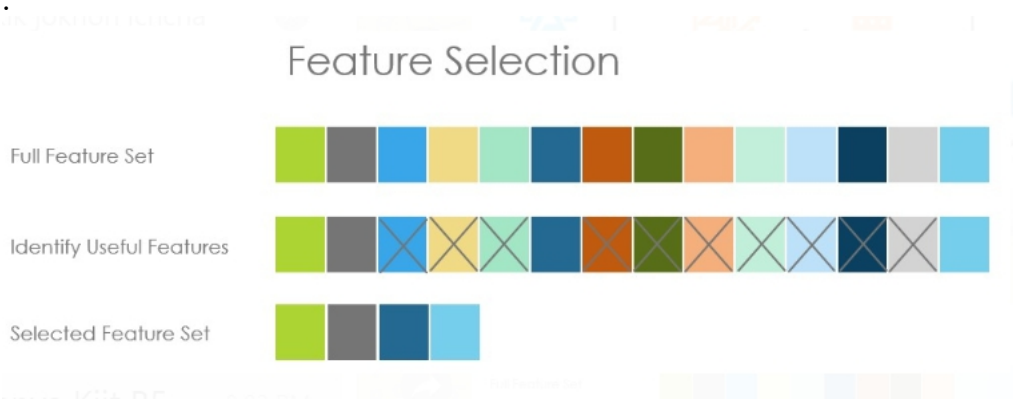 Feature Selection
Full Feature Set
Identify Useful Features
Selected Feature Set